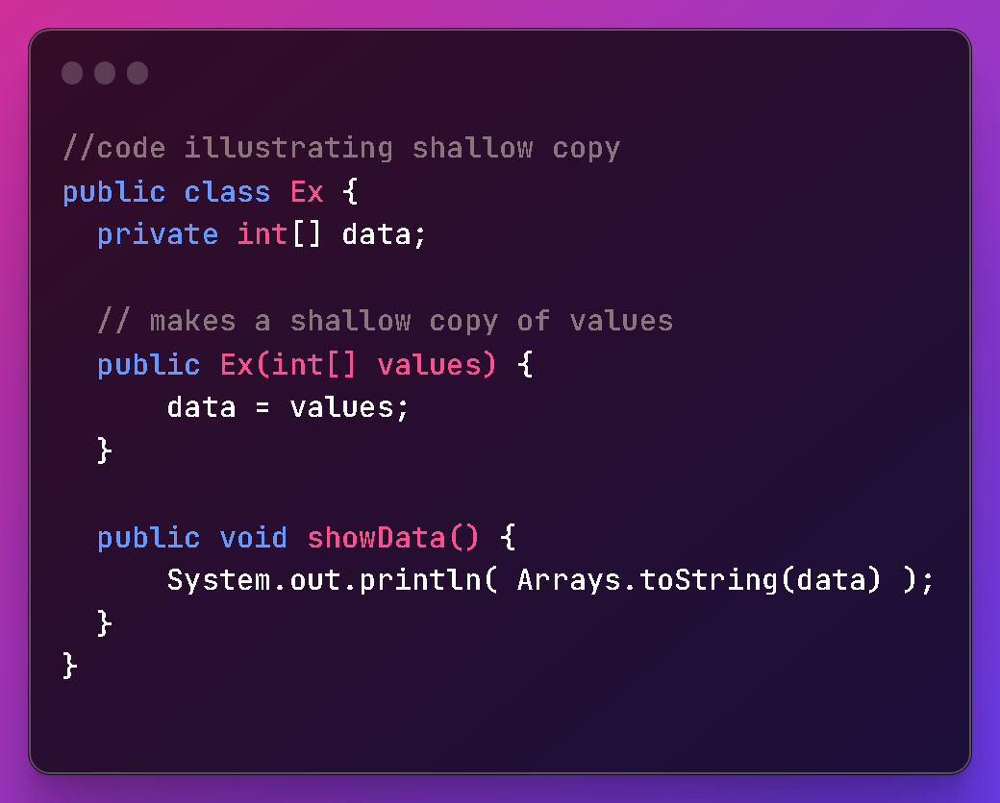 //code illustrating shallow copy
public class Ex {
  private int[] data;

  // makes a shallow copy of values
  public Ex(int[] values) {
      data = values;
  }

  public void showData() {
      System.out.println( Arrays.toString(data) );
  }
}